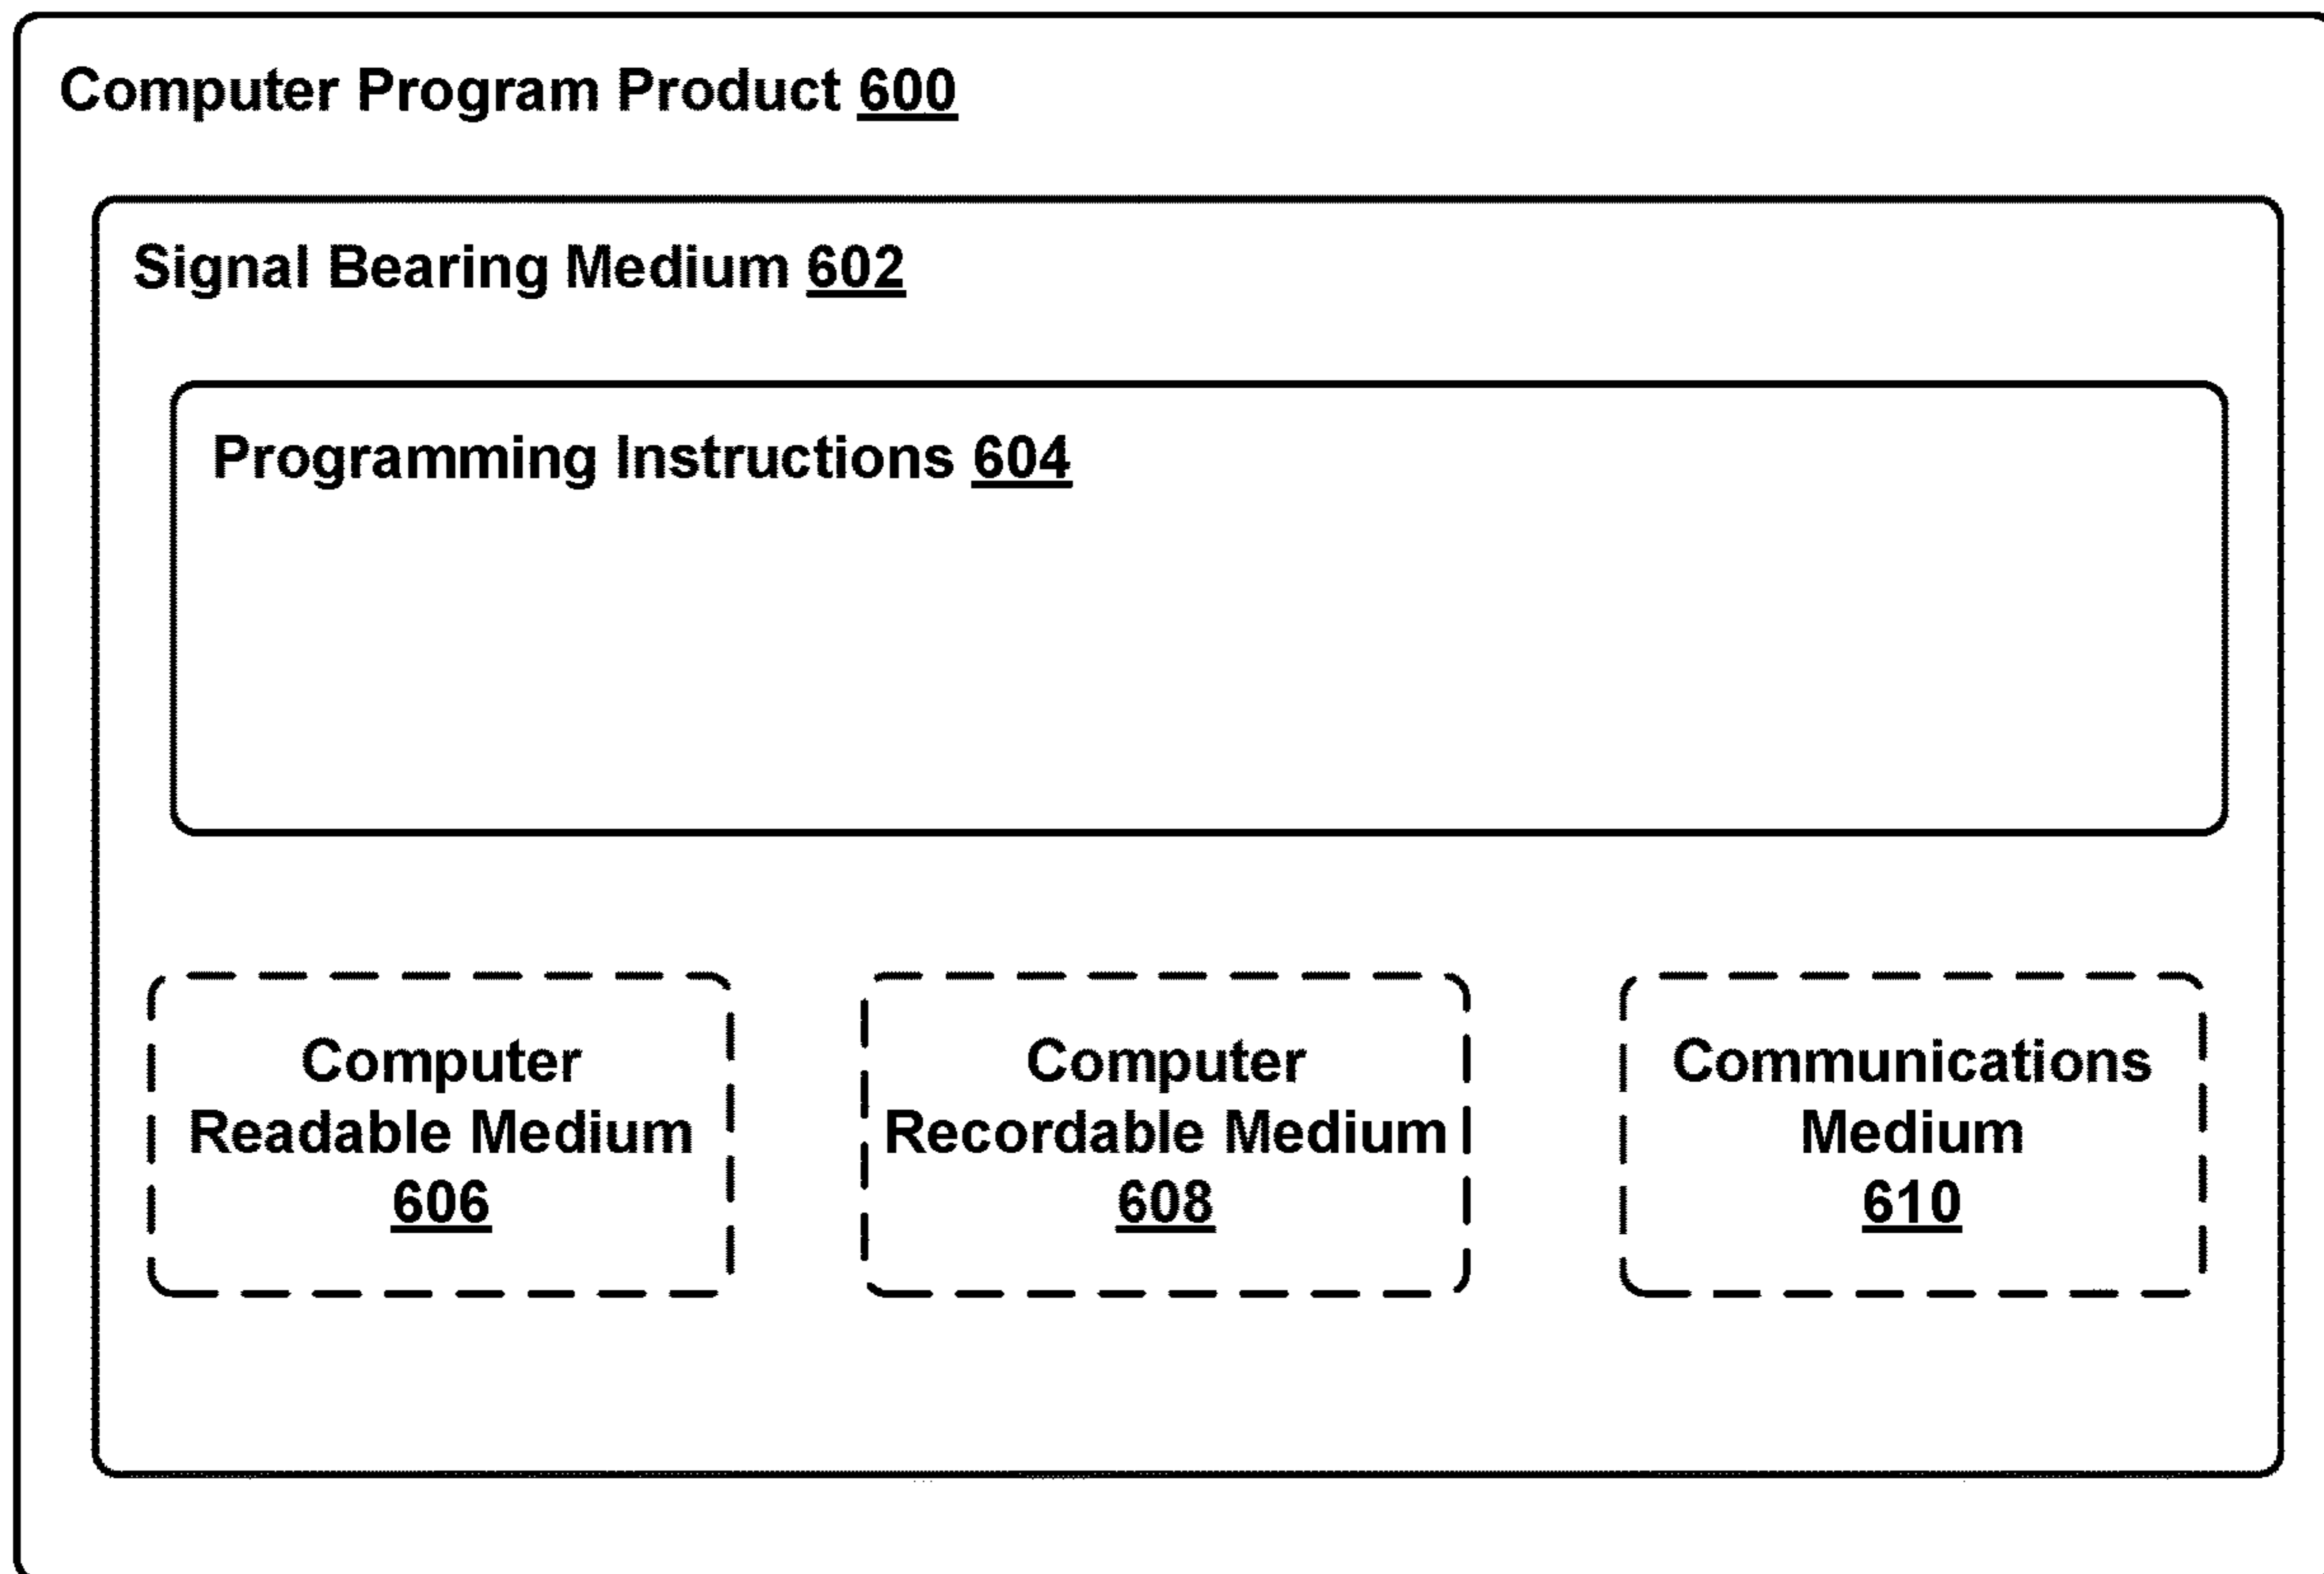 Computer Program Product 600
Signal Bearing Medium 602
Programming Instructions 604
Computer
Readable Medium
606
Computer
Recordable Medium
608
Communications
Medium
610